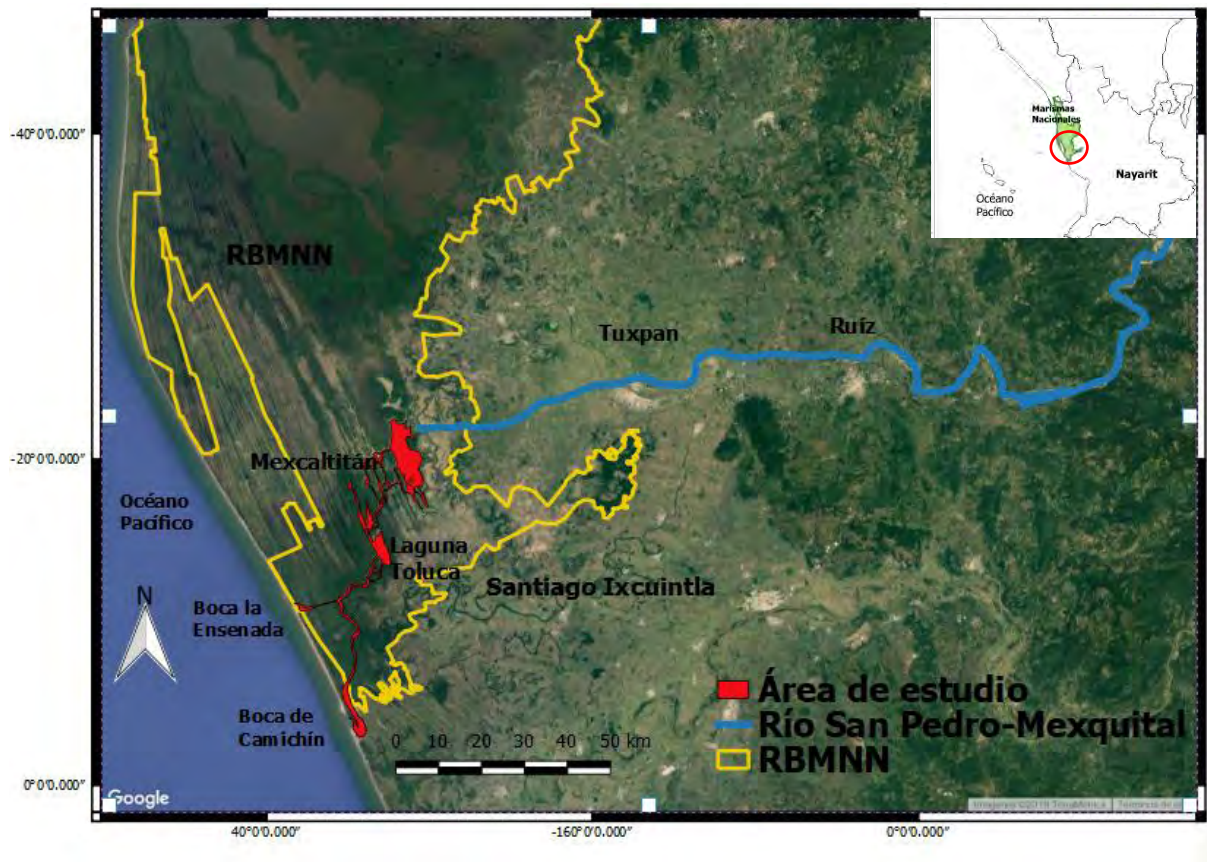 Marismas
Nacionales
Nayarit
Océano
Pacífico
-40°0'0.000"
RBMNN
Tuxpan
Ruíz
-20°0'0.000"
Mexcaltitán
Océano
Pacífico
Laguna
Toluca
Santiago Ixcuintla
N
Boca la
Ensenada
Área de estudio
Río San Pedro-Mexquital
RBMNN
Boca de
Camichín
0 10 20 30 40 50 km
0°0'0.000"
Google
40°0'0.000"
-160°0'0.000"
0°0'0.000"